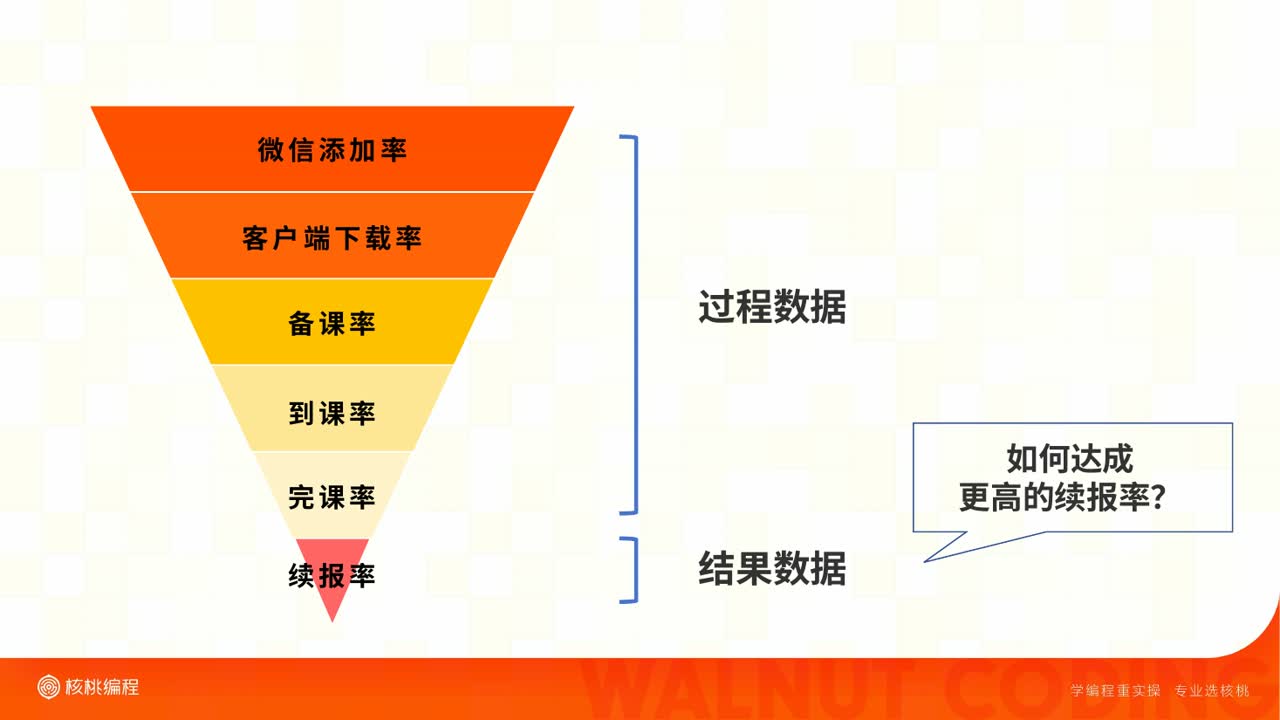 微信添加率
客户端下载率
备课率
到课率
完课率
续报率
过程数据
结果数据
如何达成
更高的续报率?
核桃编程
WALNUT CODING
学编程重实操 专业选核桃